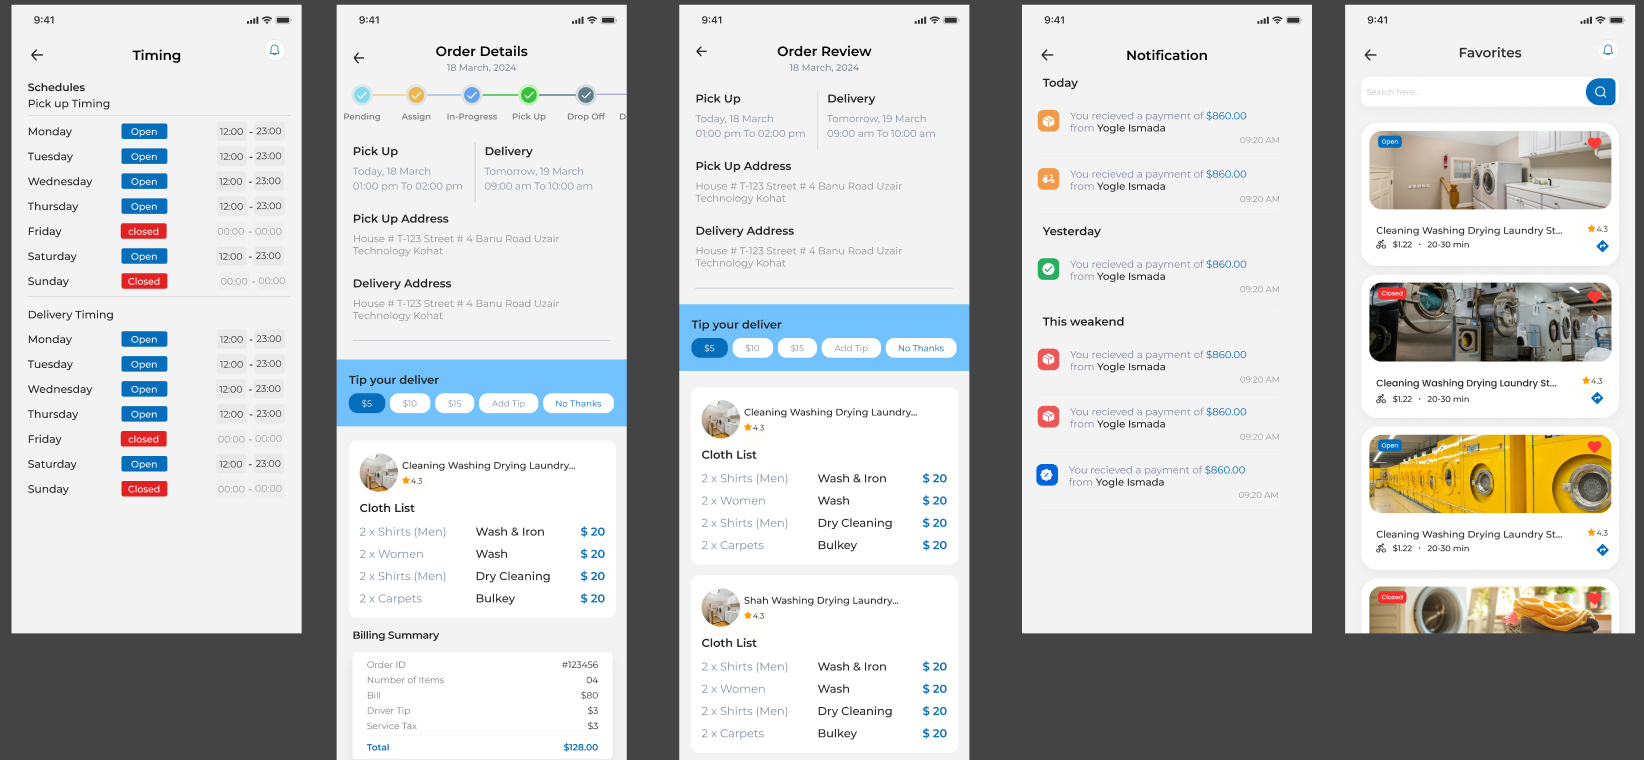 9:41
Timing
Schedules
Pick up Timing
Monday Open 12:00 - 23:00
Tuesday Open 12:00 - 23:00
Wednesday Open 12:00 - 23:00
Thursday Open 12:00 - 23:00
Friday closed 00:00 - 00:00
Saturday Open 12:00 - 23:00
Sunday Closed 00:00 - 00:00
Delivery Timing
Monday Open 12:00 - 23:00
Tuesday Open 12:00 - 23:00
Wednesday Open 12:00 - 23:00
Thursday Open 12:00 - 23:00
Friday closed 00:00 - 00:00
Saturday Open 12:00 - 23:00
Sunday Closed 00:00 - 00:00
9:41
Order Details
18 March, 2024
Pending Assign In-Progress Pick Up Drop Off D
Pick Up Delivery
Today, 18 March Tomorrow, 19 March
01:00 pm To 02:00 pm 09:00 am To 10:00 am
Pick Up Address
House # T-123 Street # 4 Banu Road Uzair
Technology Kohat
Delivery Address
House # T-123 Street # 4 Banu Road Uzair
Technology Kohat
Tip your deliver
$5 $10 $15 Add Tip No Thanks
Cleaning Washing Drying Laundry...
4.3
Cloth List
2 x Shirts (Men) Wash & Iron $ 20
2 x Women Wash $ 20
2 x Shirts (Men) Dry Cleaning $ 20
2 x Carpets Bulkey $ 20
Billing Summary
Order ID #123456
Number of Items 04
Bill $80
Driver Tip $3
Service Tax $3
Total $128.00
9:41
Order Review
18 March, 2024
Pick Up Delivery
Today, 18 March Tomorrow, 19 March
01:00 pm To 02:00 pm 09:00 am To 10:00 am
Pick Up Address
House # T-123 Street # 4 Banu Road Uzair
Technology Kohat
Delivery Address
House # T-123 Street # 4 Banu Road Uzair
Technology Kohat
Tip your deliver
$5 $10 $15 Add Tip No Thanks
Cleaning Washing Drying Laundry...
4.3
Cloth List
2 x Shirts (Men) Wash & Iron $ 20
2 x Women Wash $ 20
2 x Shirts (Men) Dry Cleaning $ 20
2 x Carpets Bulkey $ 20
Shah Washing Drying Laundry...
4.3
Cloth List
2 x Shirts (Men) Wash & Iron $ 20
2 x Women Wash $ 20
2 x Shirts (Men) Dry Cleaning $ 20
2 x Carpets Bulkey $ 20
9:41
Notification
Today
You recieved a payment of $860.00
from Yogle Ismada
09:20 AM
You recieved a payment of $860.00
from Yogle Ismada
09:20 AM
Yesterday
You recieved a payment of $860.00
from Yogle Ismada
09:20 AM
This weakend
You recieved a payment of $860.00
from Yogle Ismada
09:20 AM
You recieved a payment of $860.00
from Yogle Ismada
09:20 AM
You recieved a payment of $860.00
from Yogle Ismada
09:20 AM
9:41
Favorites
Search here...
Open
Cleaning Washing Drying Laundry St... 4.3
$1.22 · 20-30 min
Closed
Cleaning Washing Drying Laundry St... 4.3
$1.22 · 20-30 min
Open
Cleaning Washing Drying Laundry St... 4.3
$1.22 · 20-30 min
Closed